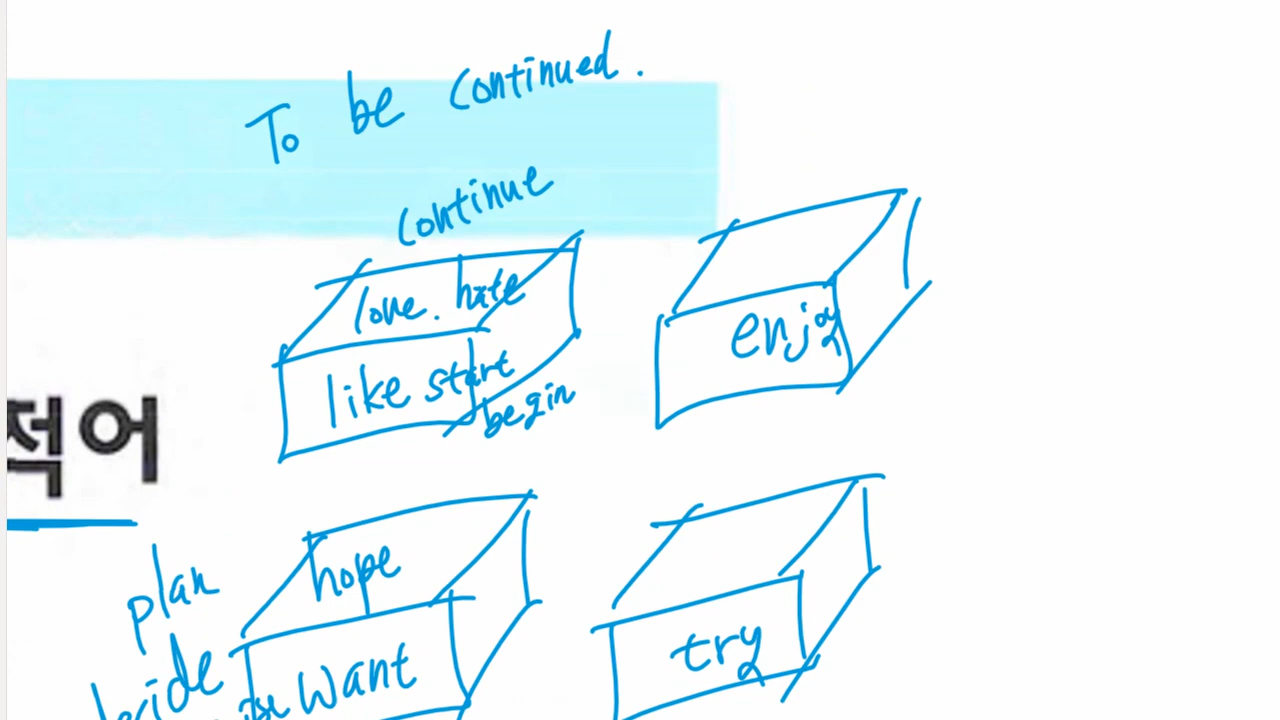 To be continued.
continue
love. hate
like start
begin
enjoy
적어
plan
hope
want
try